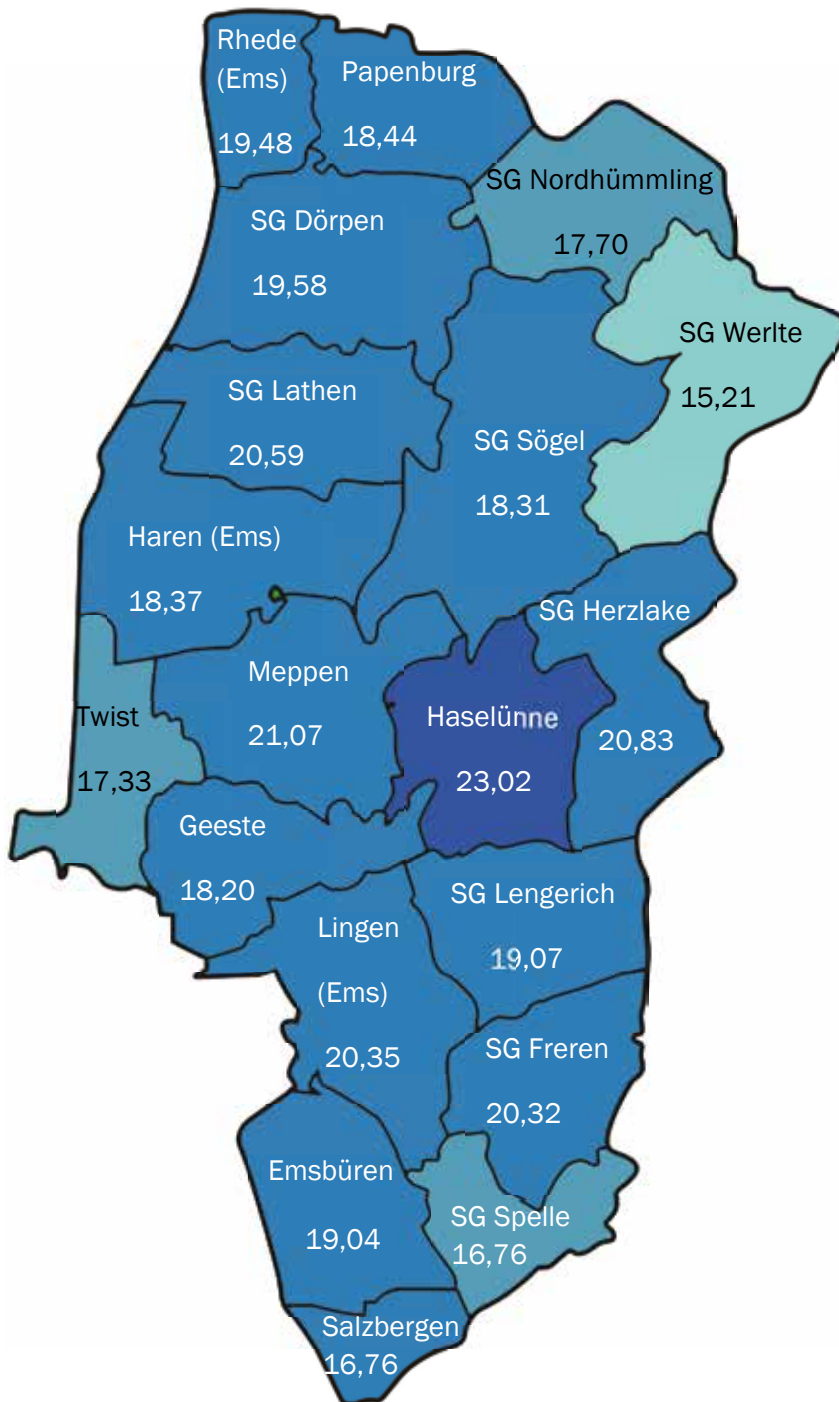 Rhede
(Ems)
19,48
Papenburg
18,44
SG Nordhümmling
17,70
SG Dörpen
19,58
SG Werlte
15,21
SG Lathen
20,59
SG Sögel
18,31
Haren (Ems)
18,37
SG Herzlake
20,83
Meppen
21,07
Haselünne
23,02
Twist
17,33
Geeste
18,20
SG Lengerich
19,07
Lingen
(Ems)
20,35
SG Freren
20,32
Emsbüren
19,04
SG Spelle
16,76
Salzbergen
16,76